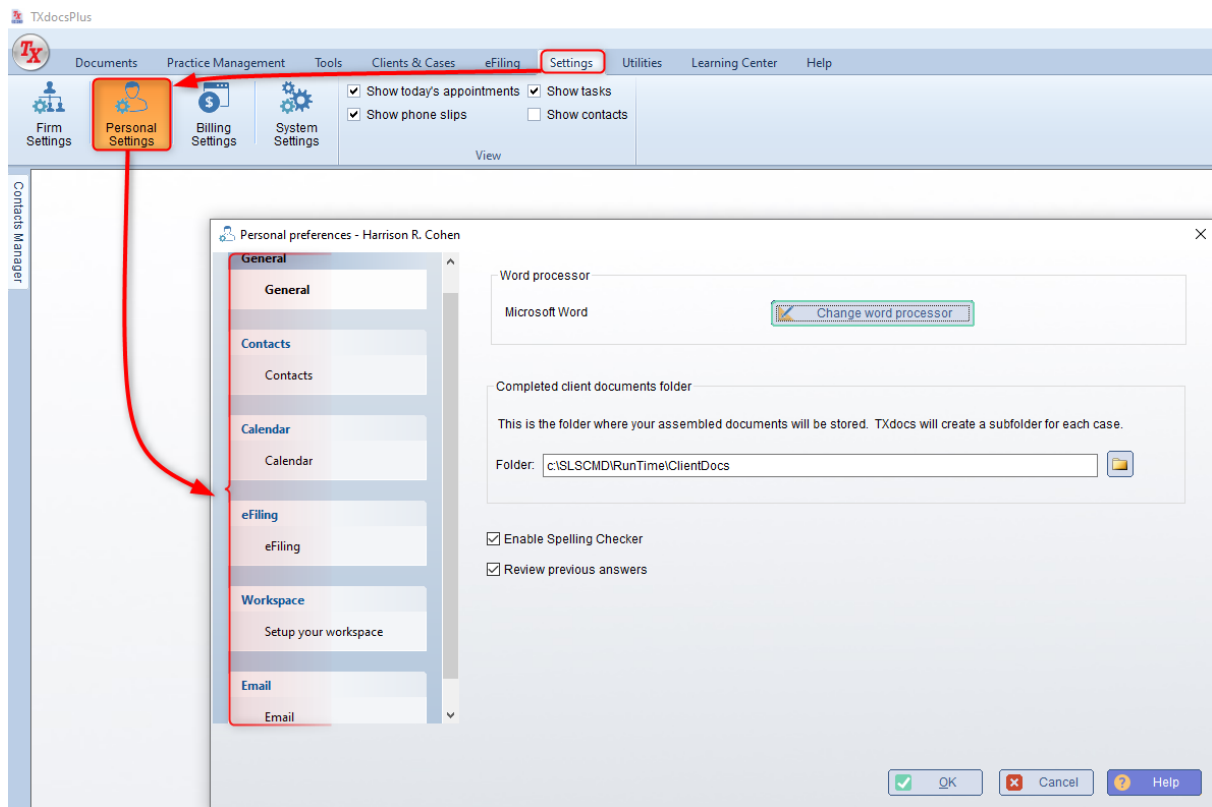 TXdocsPlus
TX
Documents Practice Management Tools Clients & Cases eFiling Settings Utilities Learning Center Help
Firm Settings
Personal Settings
Billing Settings
System Settings
Show today's appointments
Show tasks
Show phone slips
Show contacts
View
Contacts Manager
Personal preferences - Harrison R. Cohen
General
General
Contacts
Contacts
Calendar
Calendar
eFiling
eFiling
Workspace
Setup your workspace
Email
Email
Word processor
Microsoft Word
Change word processor
Completed client documents folder
This is the folder where your assembled documents will be stored. TXdocs will create a subfolder for each case.
Folder: c:\SLSCMD\RunTime\ClientDocs
Enable Spelling Checker
Review previous answers
OK Cancel Help